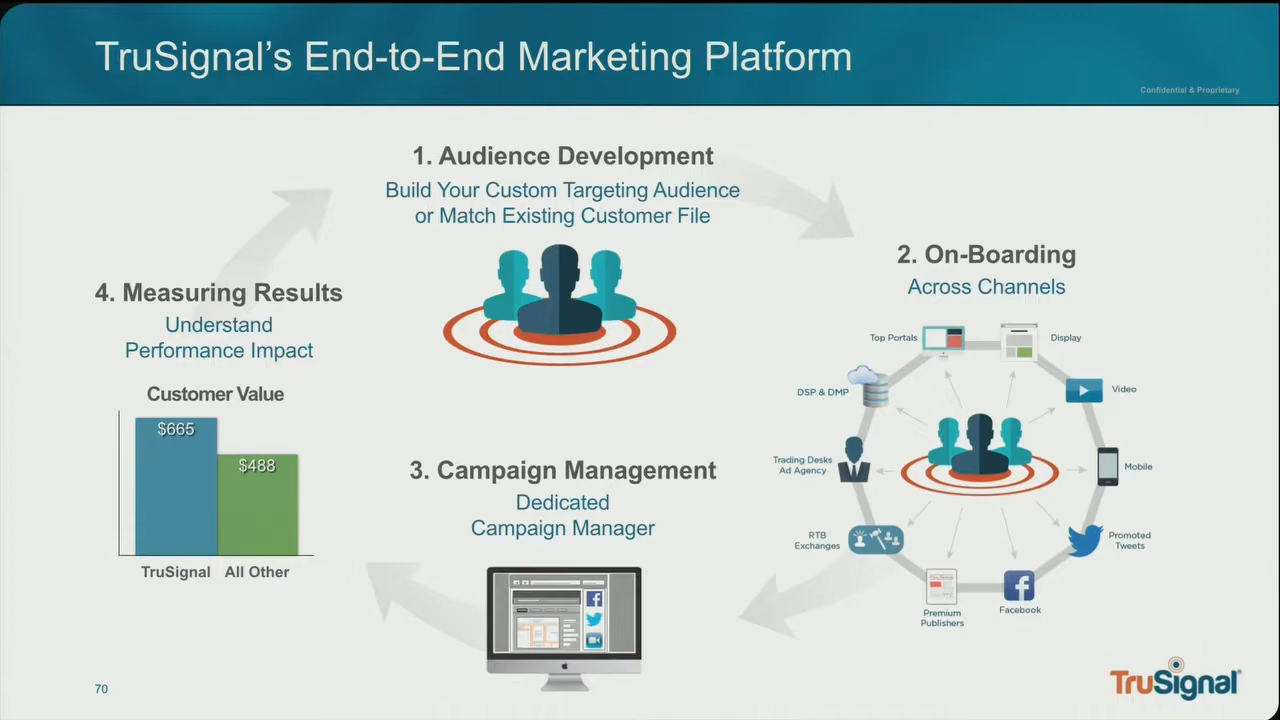 TruSignal’s End-to-End Marketing Platform
Confidential & Proprietary
1. Audience Development
Build Your Custom Targeting Audience
or Match Existing Customer File
2. On-Boarding
Across Channels
Top Portals
Display
DSP & DMP
Video
Trading Desks
Ad Agency
Mobile
RTB
Exchanges
Promoted
Tweets
Premium
Publishers
Facebook
3. Campaign Management
Dedicated
Campaign Manager
4. Measuring Results
Understand
Performance Impact
Customer Value
$665
$488
TruSignal
All Other
70
TruSignal